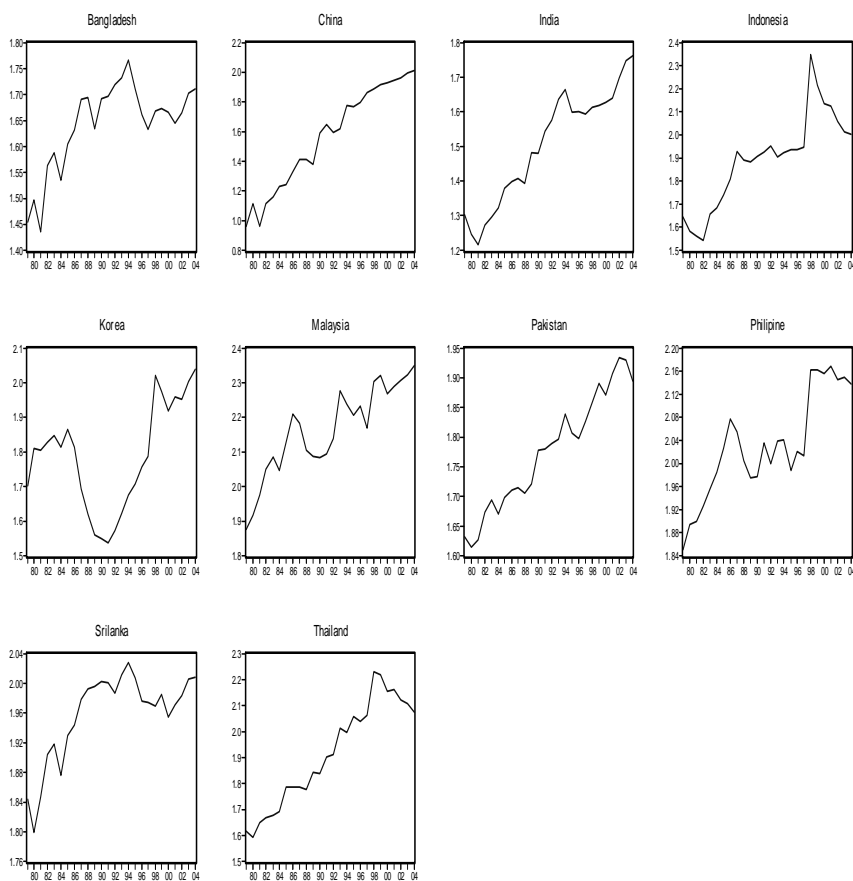 Bangladesh China India Indonesia
1.80 2.2 1.8 2.4
1.75 2.0 1.7 2.3
1.70 1.8 1.6 2.2
1.65 1.6 1.5 2.1
1.60 1.4 1.4 2.0
1.55 1.2 1.3 1.9
1.50 1.0 1.2 1.8
1.45 0.8 1.7
1.40 1.6
1.5
80 82 84 86 88 90 92 94 96 98 00 02 04 80 82 84 86 88 90 92 94 96 98 00 02 04 80 82 84 86 88 90 92 94 96 98 00 02 04 80 82 84 86 88 90 92 94 96 98 00 02 04
Korea Malaysia Pakistan Philipine
2.1 2.4 1.95 2.20
2.0 2.3 1.90 2.16
1.9 2.2 1.85 2.12
1.8 2.1 1.80 2.08
1.7 2.0 1.75 2.04
1.6 1.9 1.70 2.00
1.5 1.8 1.65 1.96
1.60 1.92
1.88
1.84
80 82 84 86 88 90 92 94 96 98 00 02 04 80 82 84 86 88 90 92 94 96 98 00 02 04 80 82 84 86 88 90 92 94 96 98 00 02 04 80 82 84 86 88 90 92 94 96 98 00 02 04
Srilanka Thailand
2.04 2.3
2.00 2.2
1.96 2.1
1.92 2.0
1.88 1.9
1.84 1.8
1.80 1.7
1.76 1.6
1.5
80 82 84 86 88 90 92 94 96 98 00 02 04 80 82 84 86 88 90 92 94 96 98 00 02 04